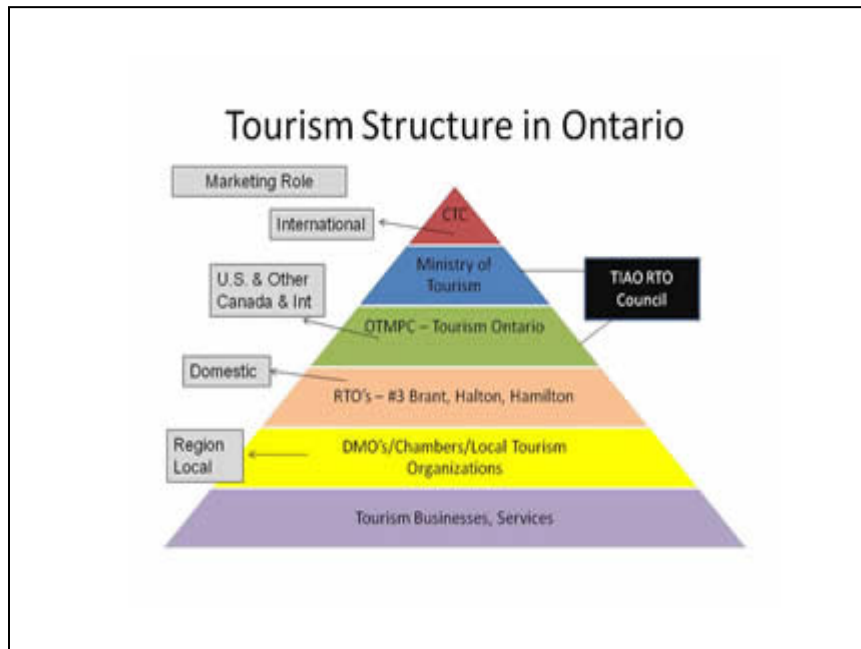 Tourism Structure in Ontario
Marketing Role
International
CTC
U.S. & Other
Canada & Int
Ministry of
Tourism
TIAO RTO
Council
OTMPC – Tourism Ontario
Domestic
RTO's – #3 Brant, Halton, Hamilton
Region
Local
DMO's/Chambers/Local Tourism
Organizations
Tourism Businesses, Services